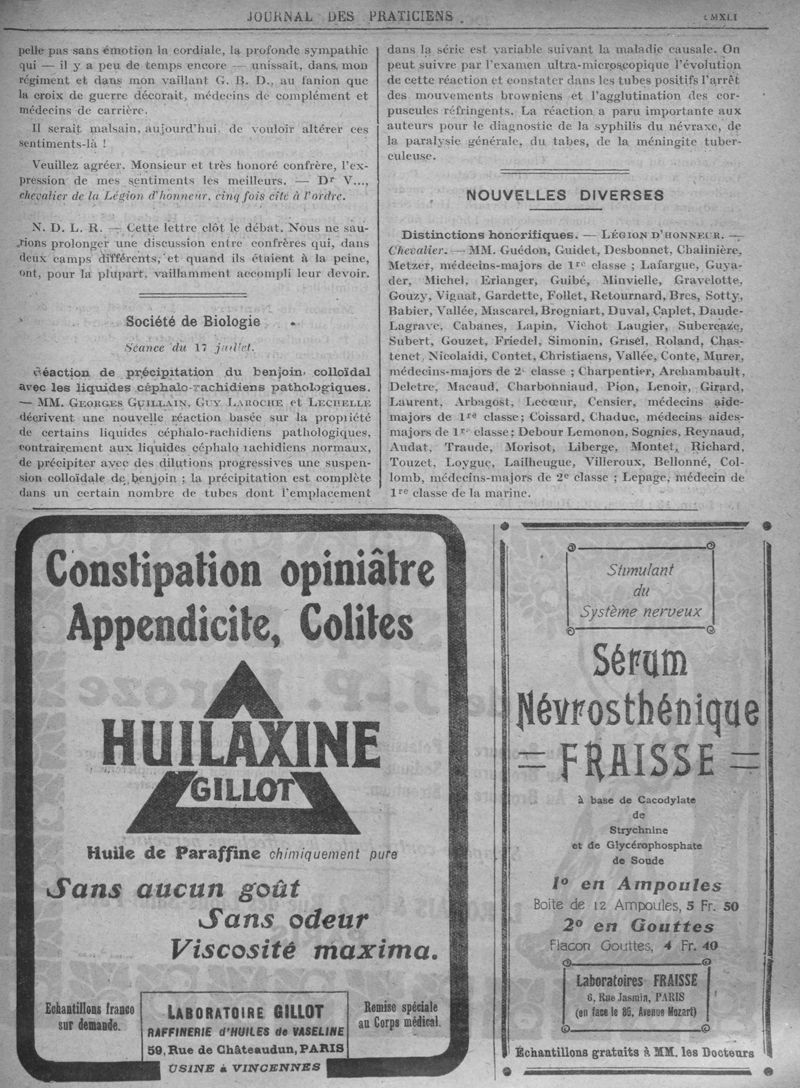 JOURNAL DES PRATICIENS
pelle pas sans émotion la cordiale, la profonde sympathie
qui — il y a peu de temps encore — unissait, dans, mon
régiment et dans mon vaillant G. B. D., au fanion que
la croix de guerre décorait, médecins de complément et
médecins de carrière.
Il serait malsain, aujourd'hui, de vouloir altérer ces
sentiments-là !
Veuillez agréer, Monsieur et très honoré confrère, l'ex-
pression de mes sentiments les meilleurs. — Dr V...,
chevalier de la Légion d'honneur, cinq fois cité à l'ordre.
N. D. L. R. — Cette lettre clôt le débat. Nous ne sau-
rions prolonger une discussion entre confrères qui, dans
deux camps différents, et quand ils étaient à la peine,
ont, pour la plupart, vaillamment accompli leur devoir.
Société de Biologie
Séance du 17 juillet.
Réaction de précipitation du benjoin colloïdal
avec les liquides céphalo-rachidiens pathologiques.
— MM. GEORGES GUILLAIN, GUY LAROCHE et LECHELLE
décrivent une nouvelle réaction basée sur la propriété
de certains liquides céphalo-rachidiens pathologiques,
contrairement aux liquides céphalo rachidiens normaux,
de précipiter avec des dilutions progressives une suspen-
sion colloïdale de benjoin ; la précipitation est complète
dans un certain nombre de tubes dont l'emplacement
dans la série est variable suivant la maladie causale. On
peut suivre par l'examen ultra-microscopique l'évolution
de cette réaction et constater dans les tubes positifs l'arrêt
des mouvements browniens et l'agglutination des cor-
puscules réfringents. La réaction a paru importante aux
auteurs pour le diagnostic de la syphilis du névraxe, de
la paralysie générale, du tabes, de la méningite tuber-
culeuse.
NOUVELLES DIVERSES
Distinctions honorifiques. — LÉGION D'HONNEUR. —
Chevalier. — MM. Guédon, Guidet, Desbonnet, Chalinière,
Metzer, médecins-majors de 1re classe ; Lafargue, Guya-
der, Michel, Erianger, Guibé, Minvielle, Gravelotte,
Gouzy, Vignat, Gardette, Follet, Retournard, Bres, Sotty,
Babier, Vallée, Mascarel, Brogniart, Duval, Caplet, Daude-
Lagrave, Cabanes, Lapin, Vichot Laugier, Subercaze,
Subert, Gouzet, Friedel, Simonin, Grisel, Roland, Chas-
tenet, Nicolaidi, Contet, Christiaens, Vallée, Conte, Murer,
médecins-majors de 2e classe ; Charpentier, Archambault,
Deletre, Macaud, Charbonniaud, Pion, Lenoir, Girard,
Laurent, Arbagost, Lecœur, Censier, médecins aide-
majors de 1re classe; Coissard, Chaduc, médecins aides-
majors de 1re classe; Debour Lemonon, Sognies, Reynaud,
Audat, Traude, Morisot, Liberge, Montet, Richard,
Touzet, Loygue, Lailheugue, Villeroux, Bellonné, Col-
lomb, médecins-majors de 2e classe ; Lepage, médecin de
1re classe de la marine.
Constipation opiniâtre
Appendicite, Colites
HUILAXINE
GILLOT
Huile de Paraffine chimiquement pure
Sans aucun goût
Sans odeur
Viscosité maxima.
Echantillons franco
sur demande.
LABORATOIRE GILLOT
RAFFINERIE d'HUILES de VASELINE
59, Rue de Châteaudun, PARIS
USINE à VINCENNES
Remise spéciale
au Corps médical.
Stimulant
du
Système nerveux
Sérum
Névrosthénique
= FRAISSE =
à base de Cacodylate
de
Strychnine
et de Glycérophosphate
de Soude
1º en Ampoules
Boite de 12 Ampoules, 5 Fr. 50
2º en Gouttes
Flacon Gouttes, 4 Fr. 40
Laboratoires FRAISSE
6, Rue Jasmin, PARIS
(en face le 86, Avenue Mozart)
Échantillons gratuits à MM. les Docteurs